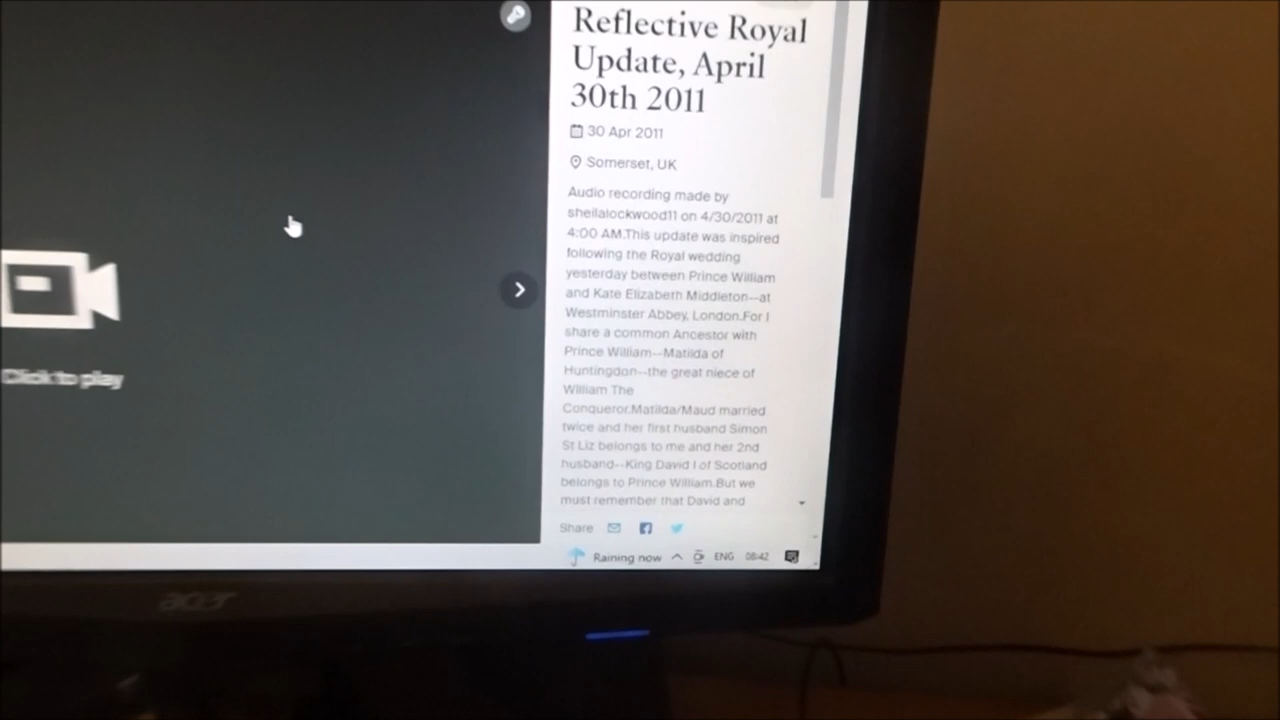 Reflective Royal
Update, April
30th 2011
30 Apr 2011
Somerset, UK
Audio recording made by
sheilalockwood11 on 4/30/2011 at
4:00 AM.This update was inspired
following the Royal wedding
yesterday between Prince William
and Kate Elizabeth Middleton--at
Westminster Abbey, London.For I
share a common Ancestor with
Prince William--Matilda of
Huntingdon--the great niece of
William The
Conqueror.Matilda/Maud married
twice and her first husband Simon
St Liz belongs to me and her 2nd
husband--King David I of Scotland
belongs to Prince William.But we
must remember that David and
Click to play
Share
Raining now
ENG
08:42
acer